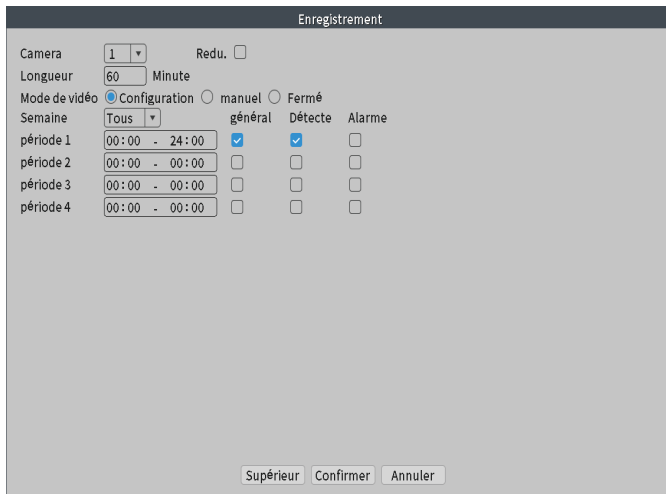 Enregistrement
Camera 1 Redu.
Longueur 60 Minute
Mode de vidéo Configuration manuel Fermé
Semaine Tous général Détecte Alarme
période 1 00:00 - 24:00
période 2 00:00 - 00:00
période 3 00:00 - 00:00
période 4 00:00 - 00:00
Supérieur Confirmer Annuler